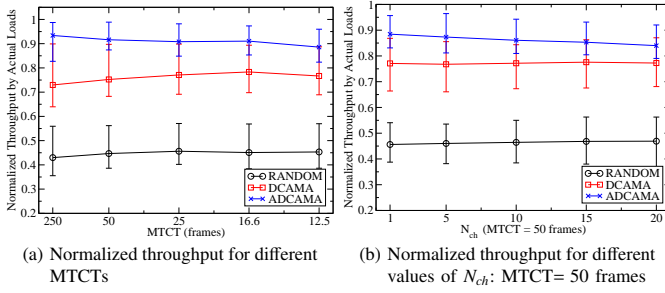 Normalized Throughput by Actual Loads
1
0.9
0.8
0.7
0.6
0.5
0.4
0.3
0.2
250
50
25
16.6
12.5
MTCT (frames)
RANDOM
DCAMA
ADCAMA
(a) Normalized throughput for different
MTCTs
Normalized Throughput by Actual Loads
1
0.9
0.8
0.7
0.6
0.5
0.4
0.3
0.2
1
5
10
15
20
N_ch (MTCT = 50 frames)
RANDOM
DCAMA
ADCAMA
(b) Normalized throughput for different
values of N_ch: MTCT= 50 frames